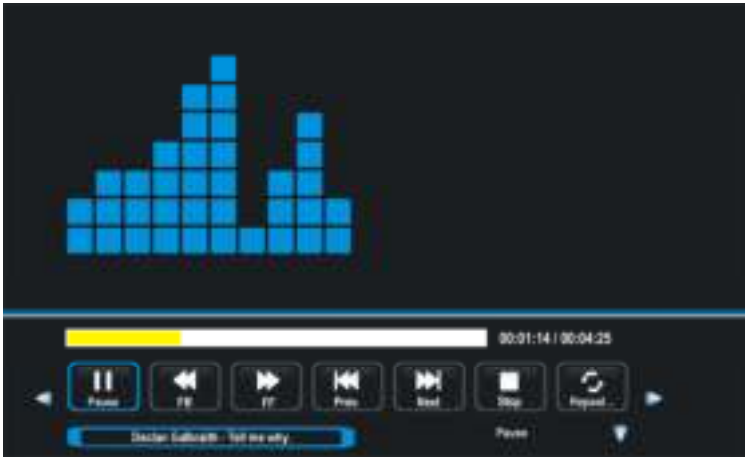 00:01:14 / 00:04:25
Pause
FB
FF
Prev.
Next
Stop
Repeat...
Declan Galbraith - Tell me why
Pause